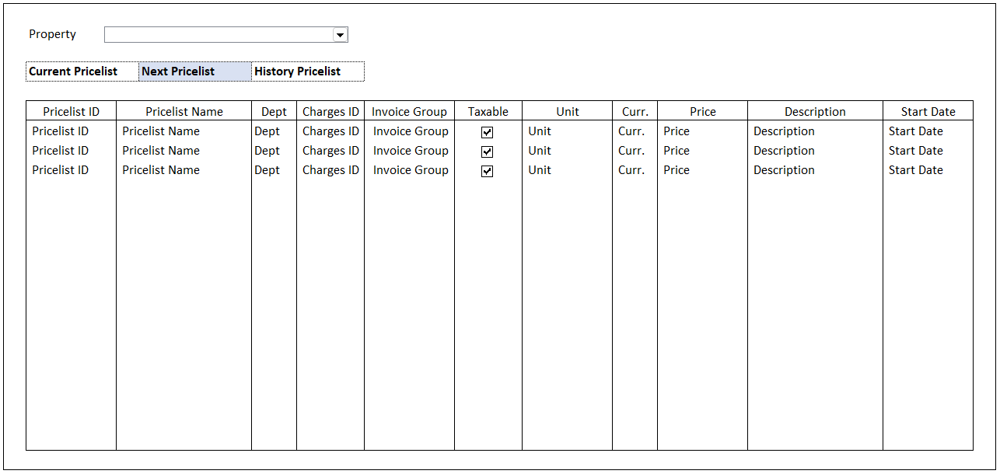 Property
Current Pricelist Next Pricelist History Pricelist
Pricelist ID Pricelist Name Dept Charges ID Invoice Group Taxable Unit Curr. Price Description Start Date
Pricelist ID Pricelist Name Dept Charges ID Invoice Group Unit Curr. Price Description Start Date
Pricelist ID Pricelist Name Dept Charges ID Invoice Group Unit Curr. Price Description Start Date
Pricelist ID Pricelist Name Dept Charges ID Invoice Group Unit Curr. Price Description Start Date